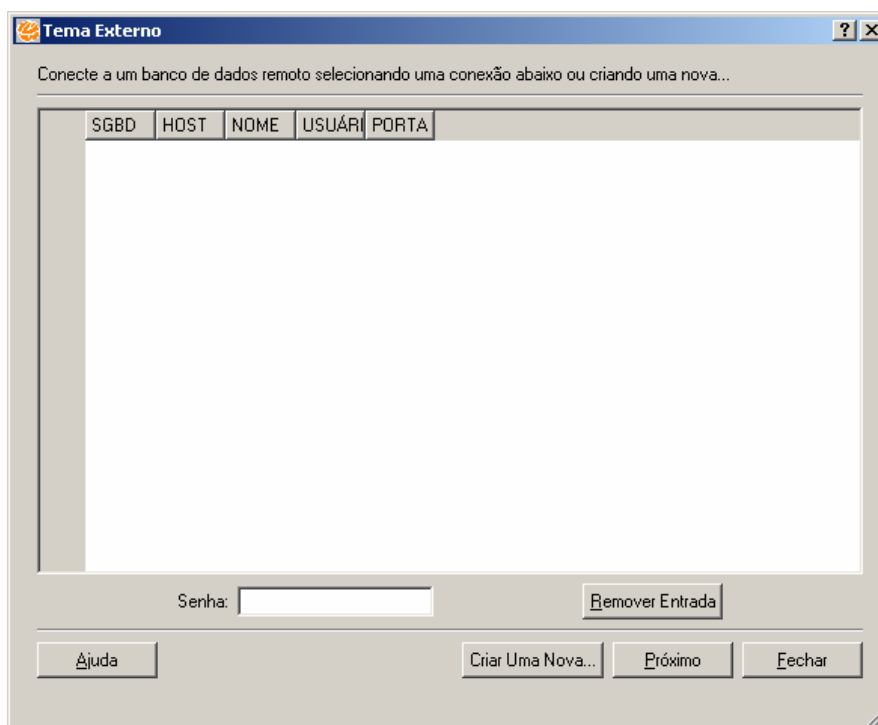 Tema Externo
Conecte a um banco de dados remoto selecionando uma conexão abaixo ou criando uma nova...
SGBD HOST NOME USUÁRI PORTA
Senha: Remover Entrada
Ajuda Criar Uma Nova... Próximo Fechar